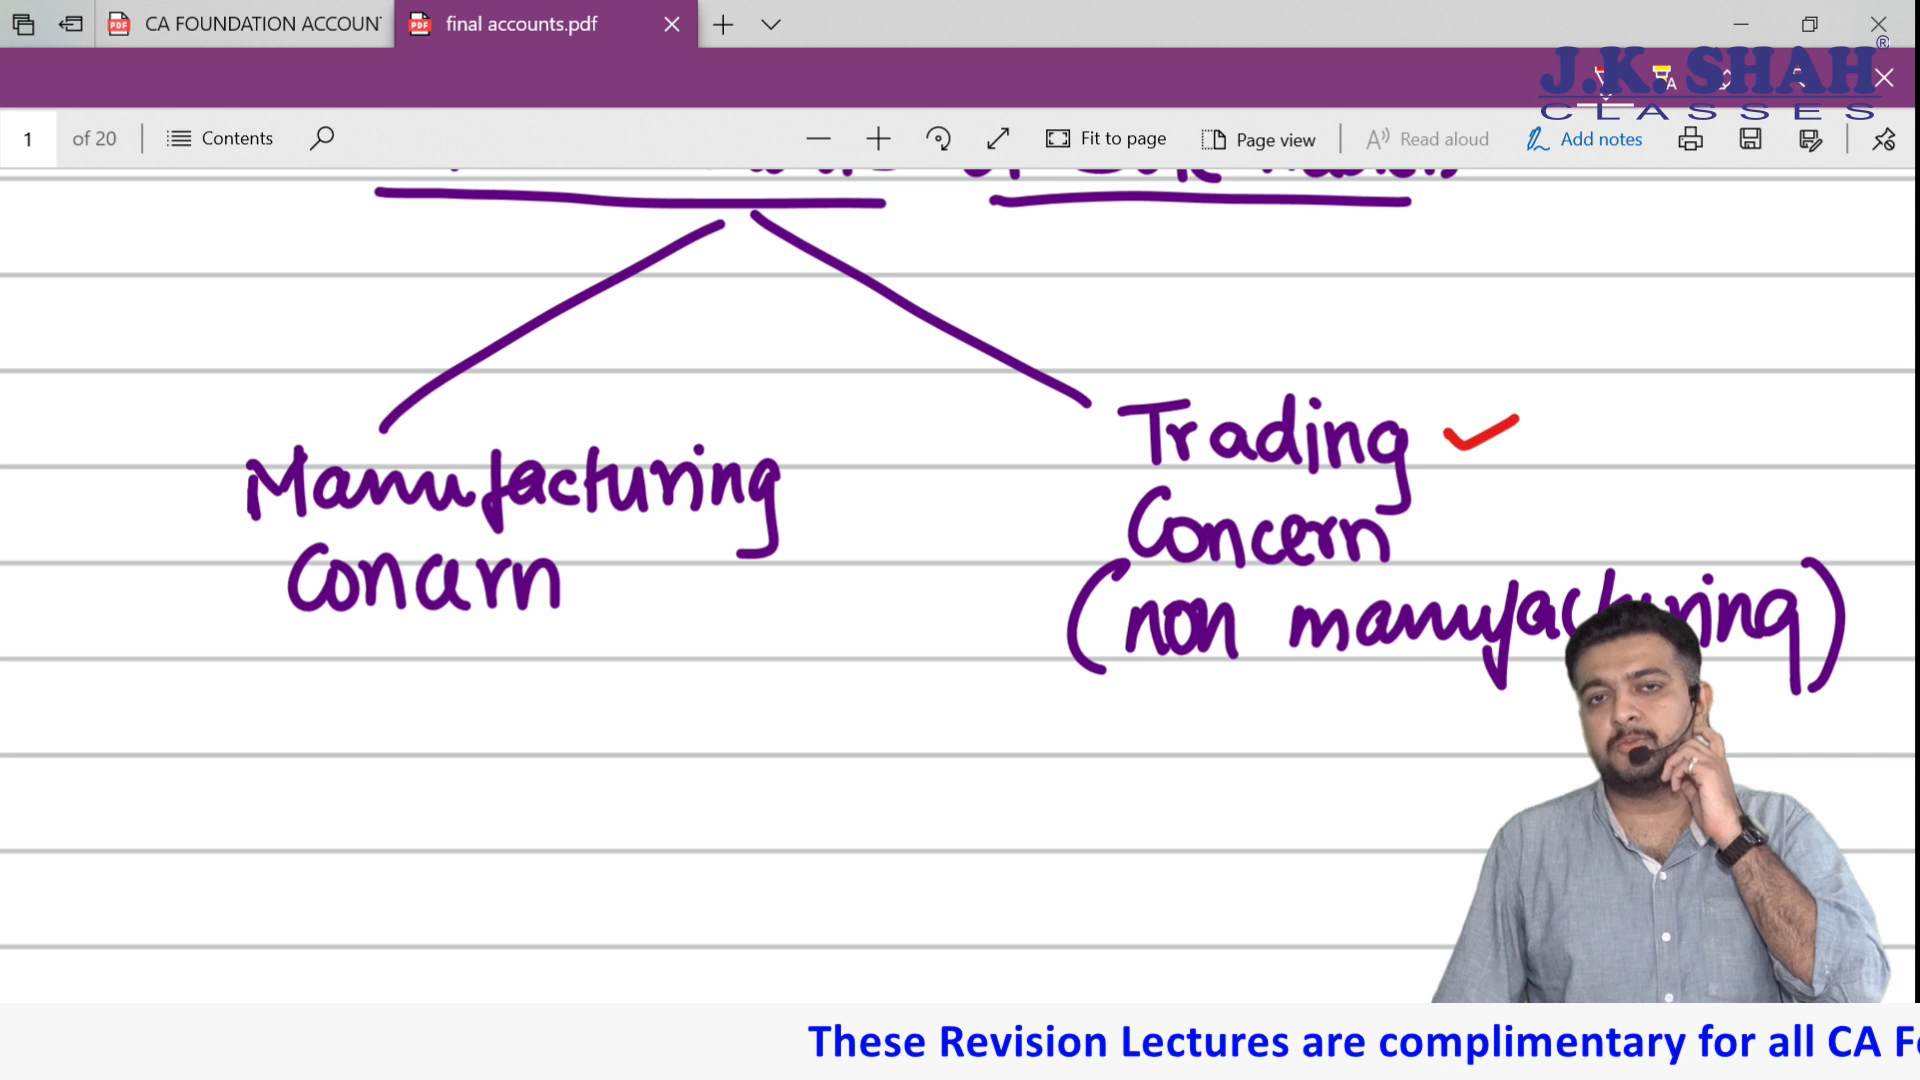 CA FOUNDATION ACCOUN
final accounts.pdf
J.K. SHAH®
CLASSES
1 of 20 Contents Fit to page Page view Read aloud Add notes
of
Trading
Manufacturing
Concern
Concern
(non manufacturing)
These Revision Lectures are complimentary for all CA F